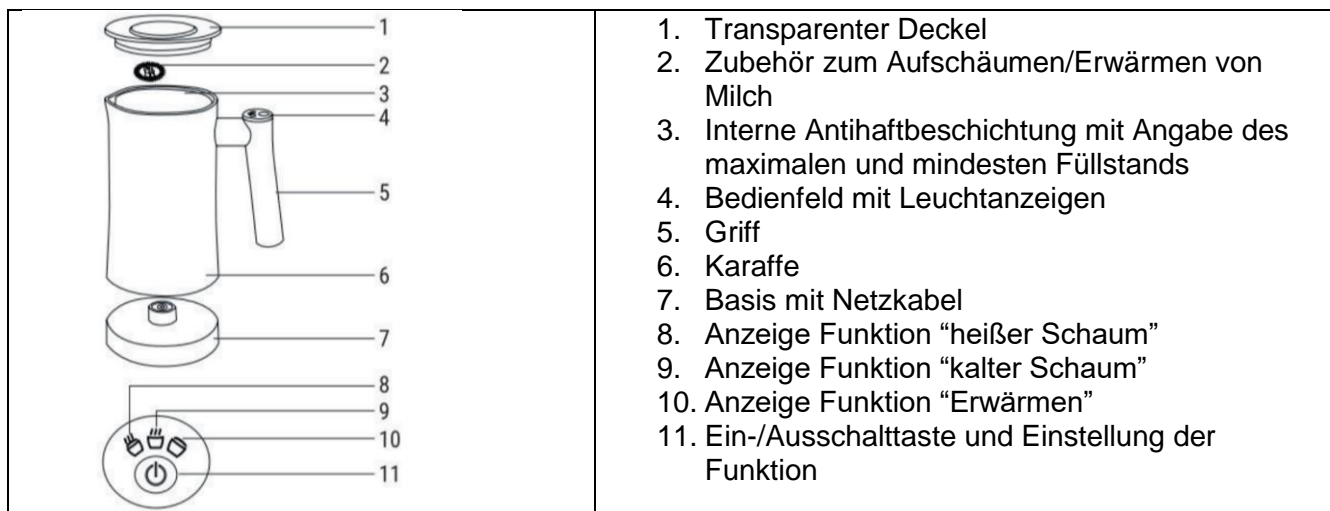 1
2
3
4
5
6
7
8
9
10
11
1. Transparenter Deckel
2. Zubehör zum Aufschäumen/Erwärmen von
Milch
3. Interne Antihaftbeschichtung mit Angabe des
maximalen und mindesten Füllstands
4. Bedienfeld mit Leuchtanzeigen
5. Griff
6. Karaffe
7. Basis mit Netzkabel
8. Anzeige Funktion “heißer Schaum”
9. Anzeige Funktion “kalter Schaum”
10. Anzeige Funktion “Erwärmen”
11. Ein-/Ausschalttaste und Einstellung der
Funktion